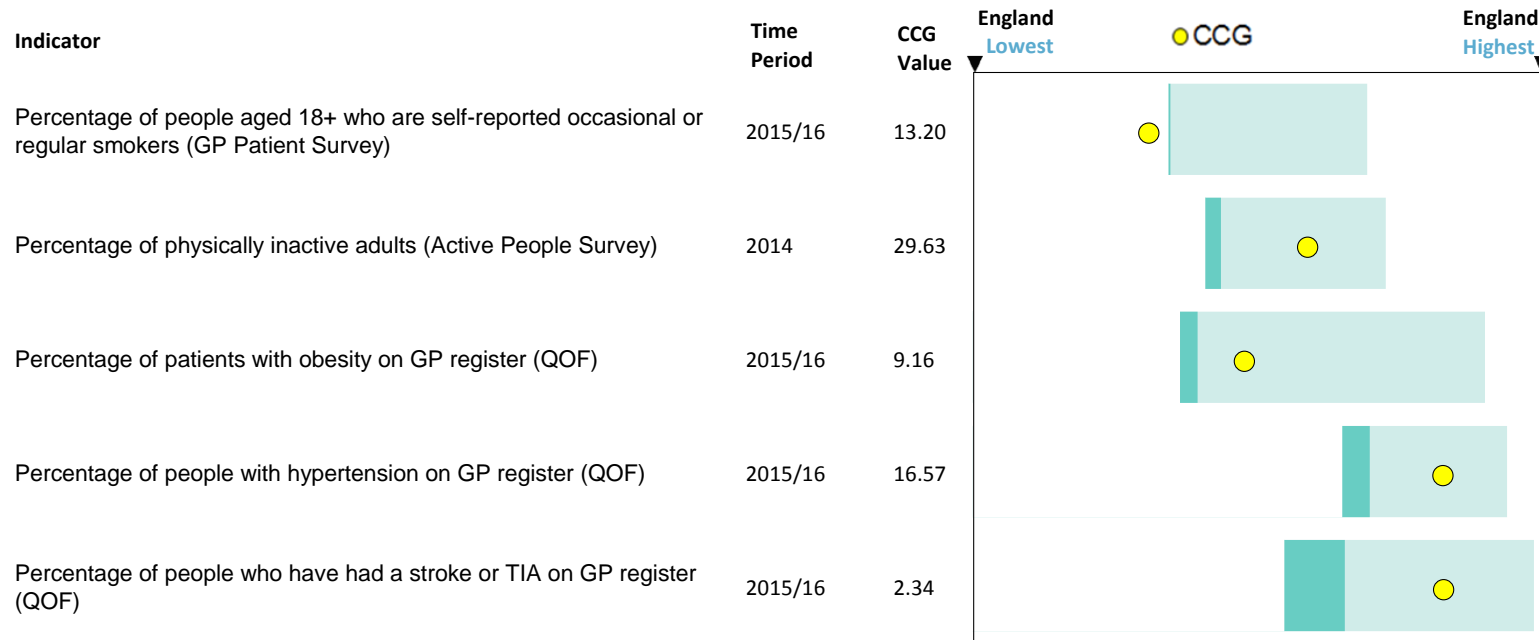 Indicator
Time
Period
CCG
Value
England
Lowest
CCG
England
Highest
Percentage of people aged 18+ who are self-reported occasional or
regular smokers (GP Patient Survey)
2015/16
13.20
Percentage of physically inactive adults (Active People Survey)
2014
29.63
Percentage of patients with obesity on GP register (QOF)
2015/16
9.16
Percentage of people with hypertension on GP register (QOF)
2015/16
16.57
Percentage of people who have had a stroke or TIA on GP register
(QOF)
2015/16
2.34